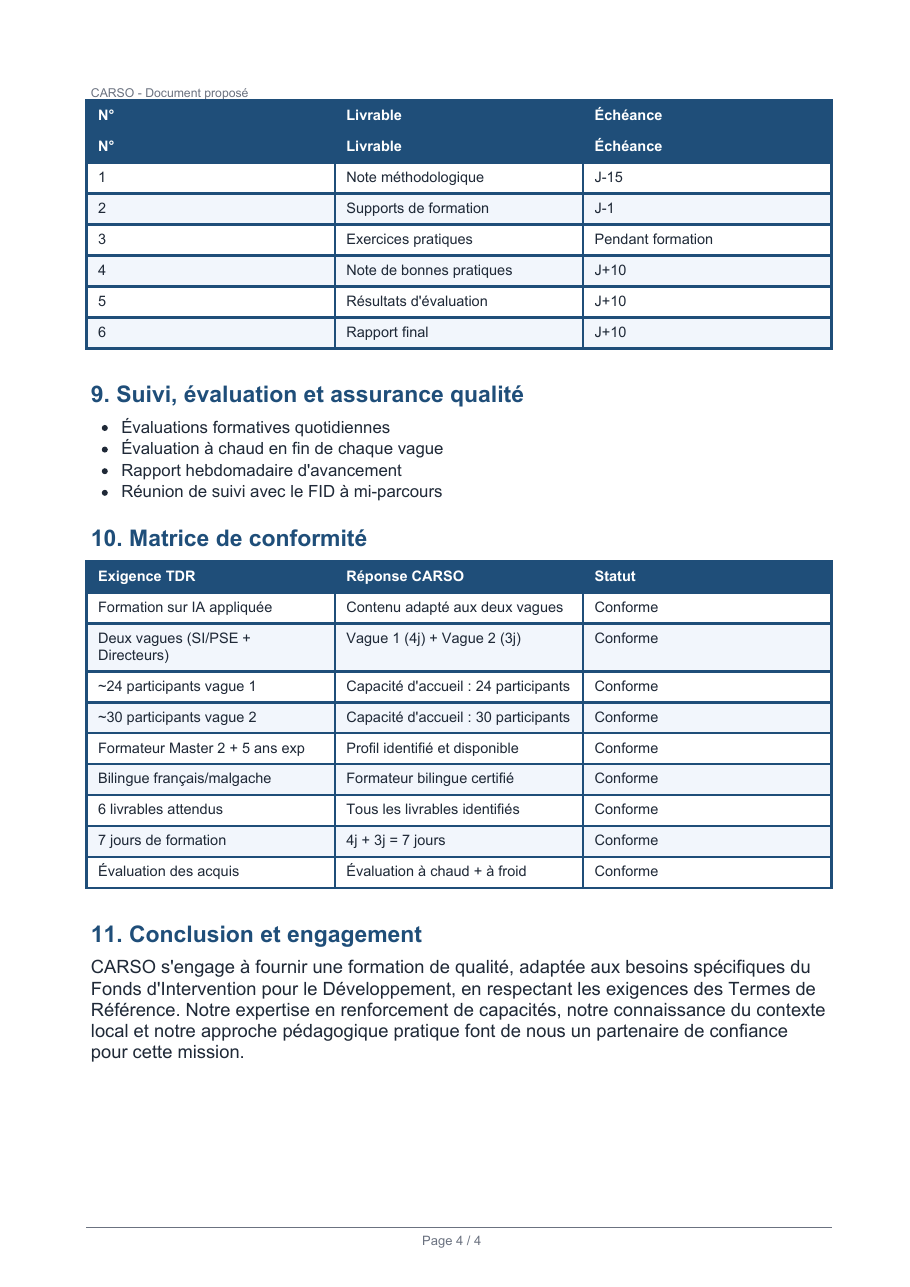 CARSO - Document proposé
N° Livrable Échéance
N° Livrable Échéance
1 Note méthodologique J-15
2 Supports de formation J-1
3 Exercices pratiques Pendant formation
4 Note de bonnes pratiques J+10
5 Résultats d'évaluation J+10
6 Rapport final J+10
9. Suivi, évaluation et assurance qualité
• Évaluations formatives quotidiennes
• Évaluation à chaud en fin de chaque vague
• Rapport hebdomadaire d'avancement
• Réunion de suivi avec le FID à mi-parcours
10. Matrice de conformité
Exigence TDR Réponse CARSO Statut
Formation sur IA appliquée Contenu adapté aux deux vagues Conforme
Deux vagues (SI/PSE + Vague 1 (4j) + Vague 2 (3j) Conforme
Directeurs)
~24 participants vague 1 Capacité d'accueil : 24 participants Conforme
~30 participants vague 2 Capacité d'accueil : 30 participants Conforme
Formateur Master 2 + 5 ans exp Profil identifié et disponible Conforme
Bilingue français/malgache Formateur bilingue certifié Conforme
6 livrables attendus Tous les livrables identifiés Conforme
7 jours de formation 4j + 3j = 7 jours Conforme
Évaluation des acquis Évaluation à chaud + à froid Conforme
11. Conclusion et engagement
CARSO s'engage à fournir une formation de qualité, adaptée aux besoins spécifiques du
Fonds d'Intervention pour le Développement, en respectant les exigences des Termes de
Référence. Notre expertise en renforcement de capacités, notre connaissance du contexte
local et notre approche pédagogique pratique font de nous un partenaire de confiance
pour cette mission.
Page 4 / 4